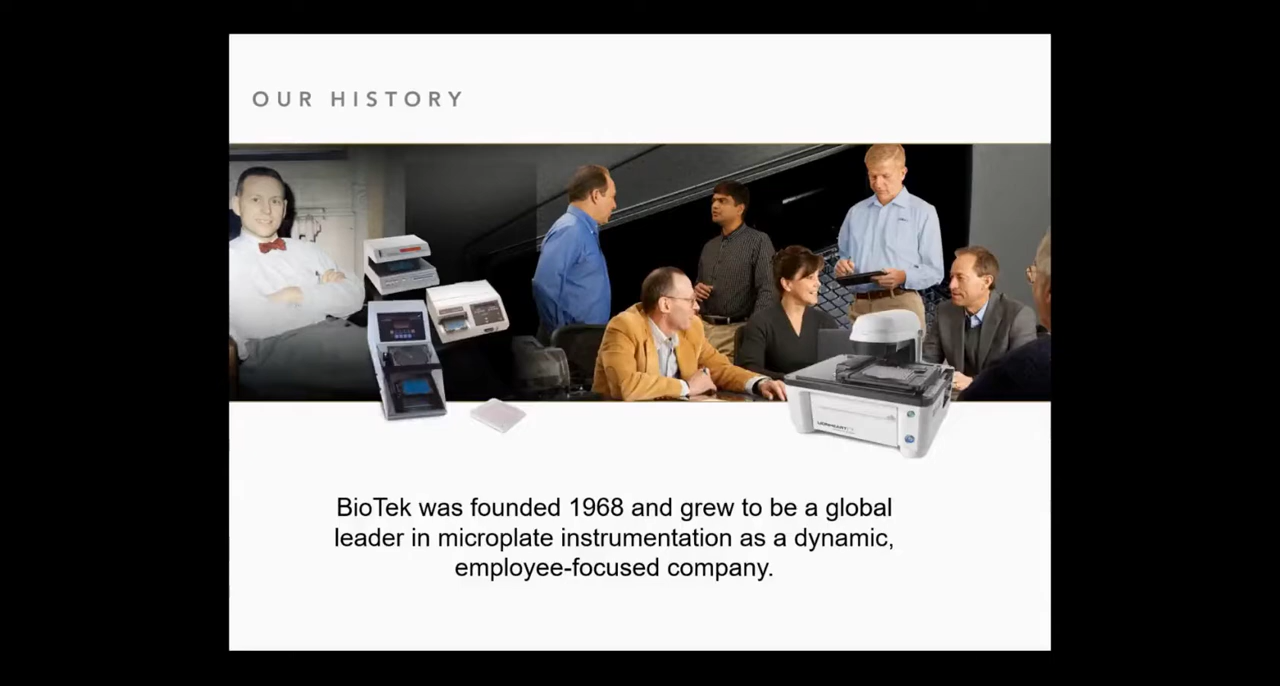 OUR HISTORY
BioTek was founded 1968 and grew to be a global
leader in microplate instrumentation as a dynamic,
employee-focused company.